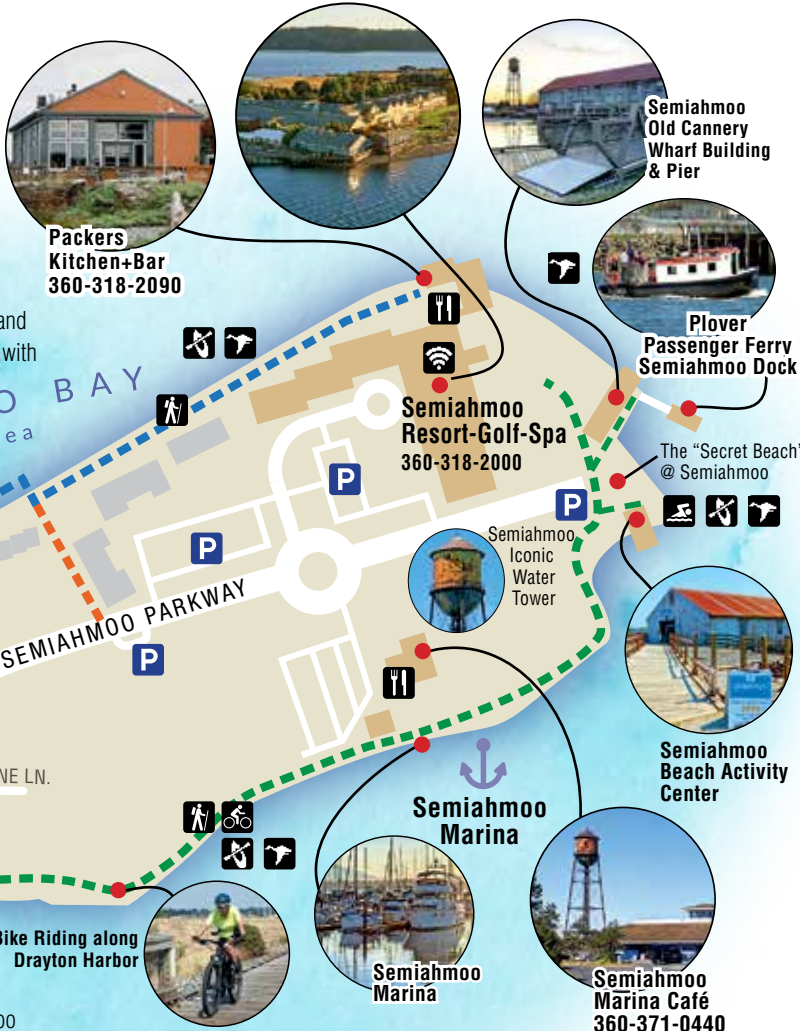 Semiahmoo
Old Cannery
Wharf Building
& Pier
Packers
Kitchen+Bar
360-318-2090
and
with
Plover
Passenger Ferry
Semiahmoo Dock
O BAY
ea
Semiahmoo
Resort-Golf-Spa
360-318-2000
The "Secret Beach"
@ Semiahmoo
P
P
P
P
Semiahmoo
Iconic
Water
Tower
SEMIAHMOO PARKWAY
NE LN.
Semiahmoo
Beach Activity
Center
Semiahmoo
Marina
Bike Riding along
Drayton Harbor
Semiahmoo
Marina
Semiahmoo
Marina Café
360-371-0440
00